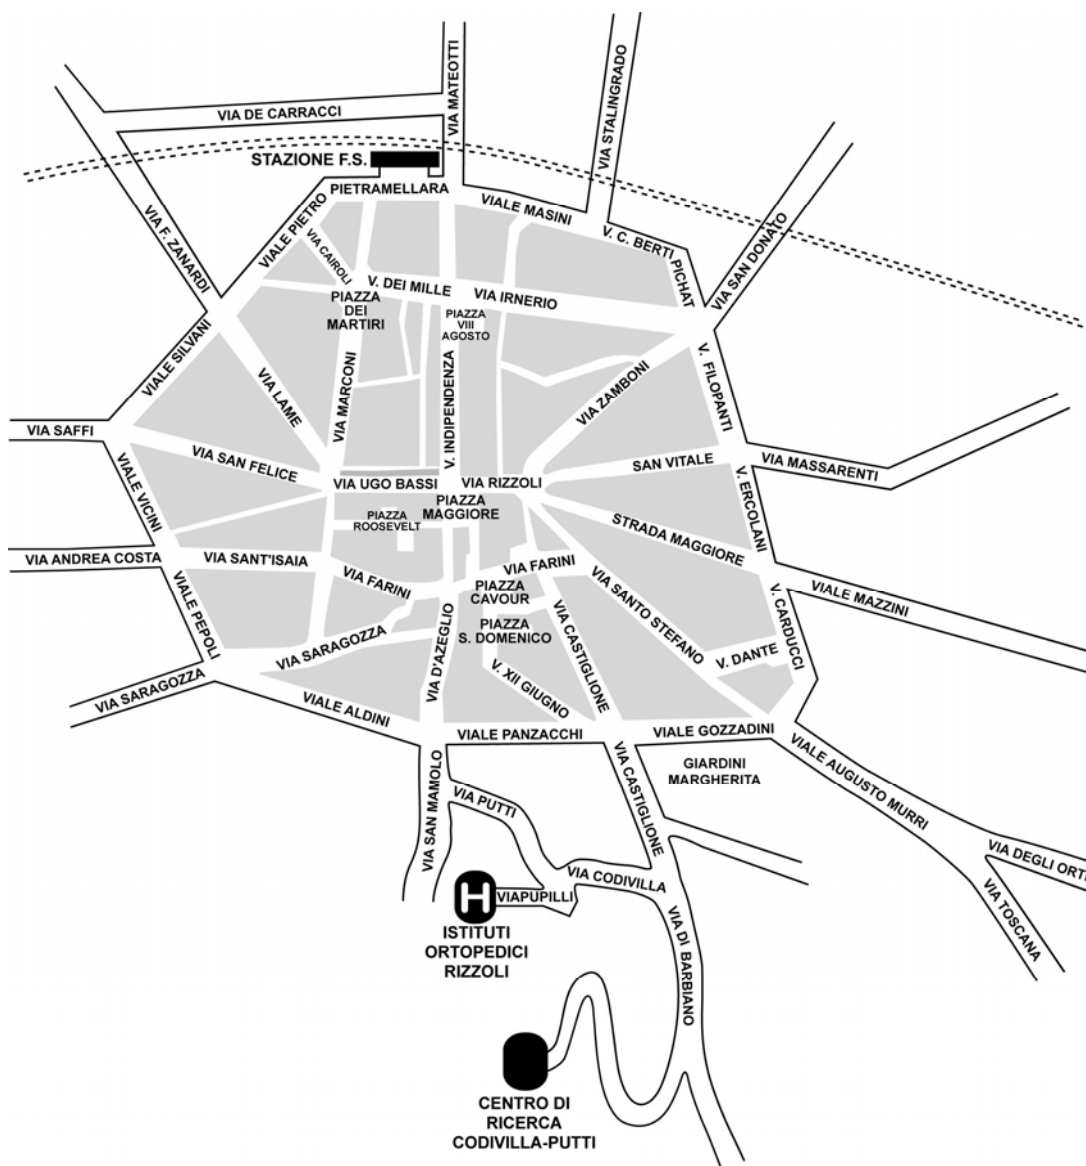 VIA MATEOTTI
VIA STALINGRADO
VIA DE CARRACCI
STAZIONE F.S.
PIETRAMELLARA
VIALE MASINI
VIALE PIETRO
VIA F. ZANARDI
VIA CAIROLI
V. C. BERTI
PICHAT
VIA SAN DONATO
V. DEI MILLE
VIA IRNERIO
PIAZZA
DEI
MARTIRI
PIAZZA
VIII
AGOSTO
VIALE SILVANI
VIA LAME
VIA MARCONI
V. INDIPENDENZA
VIA ZAMBONI
V. FILOPANTI
VIA SAFFI
VIA SAN FELICE
SAN VITALE
VIA MASSARENTI
VIALE VICINI
VIA UGO BASSI
VIA RIZZOLI
V. ERCOLANI
PIAZZA
MAGGIORE
PIAZZA
ROOSEVELT
STRADA MAGGIORE
VIA ANDREA COSTA
VIA SANT'ISAIA
VIA FARINI
VIA FARINI
VIALE PEPOLI
PIAZZA
CAVOUR
VIA SANTO STEFANO
V. CARDUCCI
VIALE MAZZINI
VIA SARAGOZZA
VIA D'AZEGLIO
PIAZZA
S. DOMENICO
VIA CASTIGLIONE
V. DANTE
VIA SARAGOZZA
V. XII GIUGNO
VIALE ALDINI
VIALE PANZACCHI
VIALE GOZZADINI
GIARDINI
MARGHERITA
VIALE AUGUSTO MURRI
VIA SAN MAMOLO
VIA PUTTI
VIA CASTIGLIONE
VIA DEGLI ORTI
VIA TOSCANA
VIA CODIVILLA
H
VIAPUPILLI
ISTITUTI
ORTOPEDICI
RIZZOLI
VIA DI BARBIANO
CENTRO DI
RICERCA
CODIVILLA-PUTTI